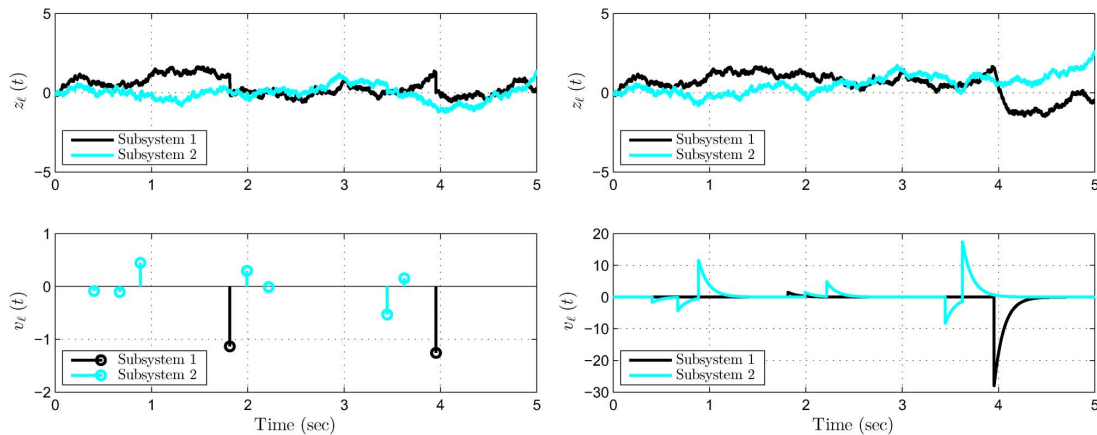 5
0
−5
0 1 2 3 4 5
z_ℓ (t)
Subsystem 1
Subsystem 2
5
0
−5
0 1 2 3 4 5
z_ℓ (t)
Subsystem 1
Subsystem 2
1
0
−1
−2
0 1 2 3 4 5
v_ℓ (t)
Subsystem 1
Subsystem 2
Time (sec)
20
10
0
−10
−20
−30
0 1 2 3 4 5
v_ℓ (t)
Subsystem 1
Subsystem 2
Time (sec)